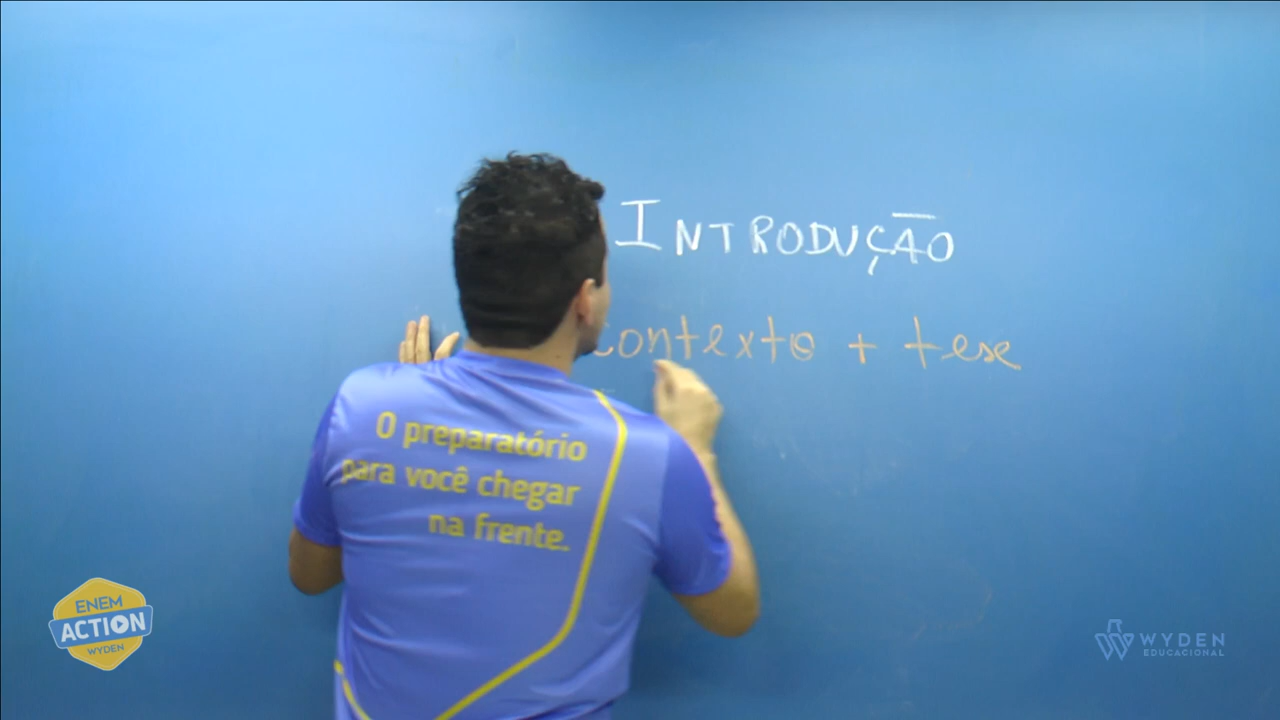 INTRODUÇÃO
contexto + tese
O preparatório
para você chegar
na frente.
ENEM
ACTION
WYDEN
WYDEN
EDUCACIONAL